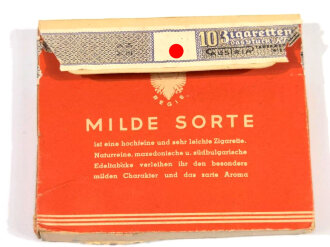 10 Zigaretten
REGIE
MILDE SORTE
ist eine hochfeine und sehr leichte Zigarette.
Naturreine, mazedonische u. südbulgarische
Edeltabake verleihen ihr den besonders
milden Charakter und das zarte Aroma